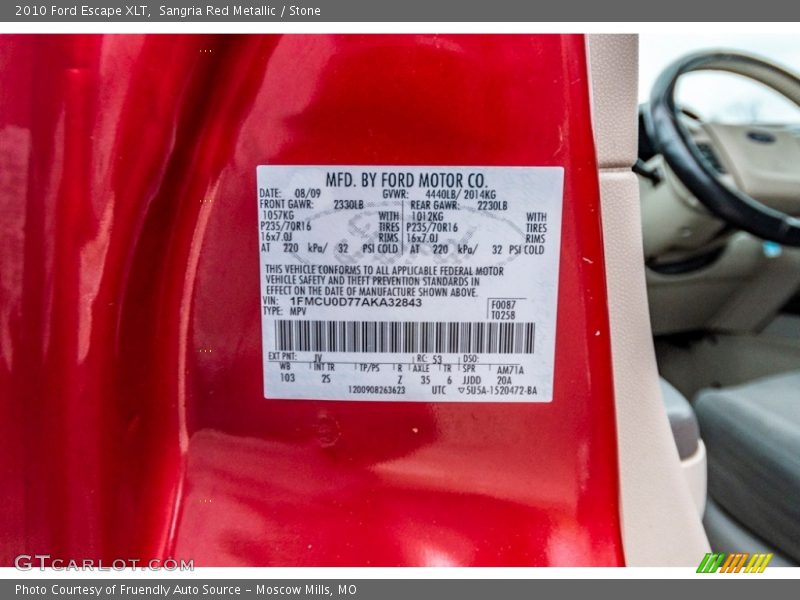 2010 Ford Escape XLT,  Sangria Red Metallic / Stone
MFD. BY FORD MOTOR CO.
DATE: 08/09 GVWR: 4440LB/ 2014KG
FRONT GAWR: 2330LB REAR GAWR: 2230LB
1057KG WITH 1012KG WITH
P235/70R16 TIRES P235/70R16 TIRES
16x7.0J RIMS 16x7.0J RIMS
AT 220 kPa/ 32 PSI COLD AT 220 kPa/ 32 PSI COLD
THIS VEHICLE CONFORMS TO ALL APPLICABLE FEDERAL MOTOR
VEHICLE SAFETY AND THEFT PREVENTION STANDARDS IN
EFFECT ON THE DATE OF MANUFACTURE SHOWN ABOVE.
VIN: 1FMCU0D77AKA32843 F0087
TYPE: MPV T0258
EXT PNT: JV RC: 53 DSO:
WB INT TR TP/PS R AXLE TR SPR AM71A
103 2S Z 35 6 JJDD 20A
1200908263623 UTC ▽5U5A-1520472-BA
GTCARLOT.COM
Photo Courtesy of Fruendly Auto Source – Moscow Mills, MO